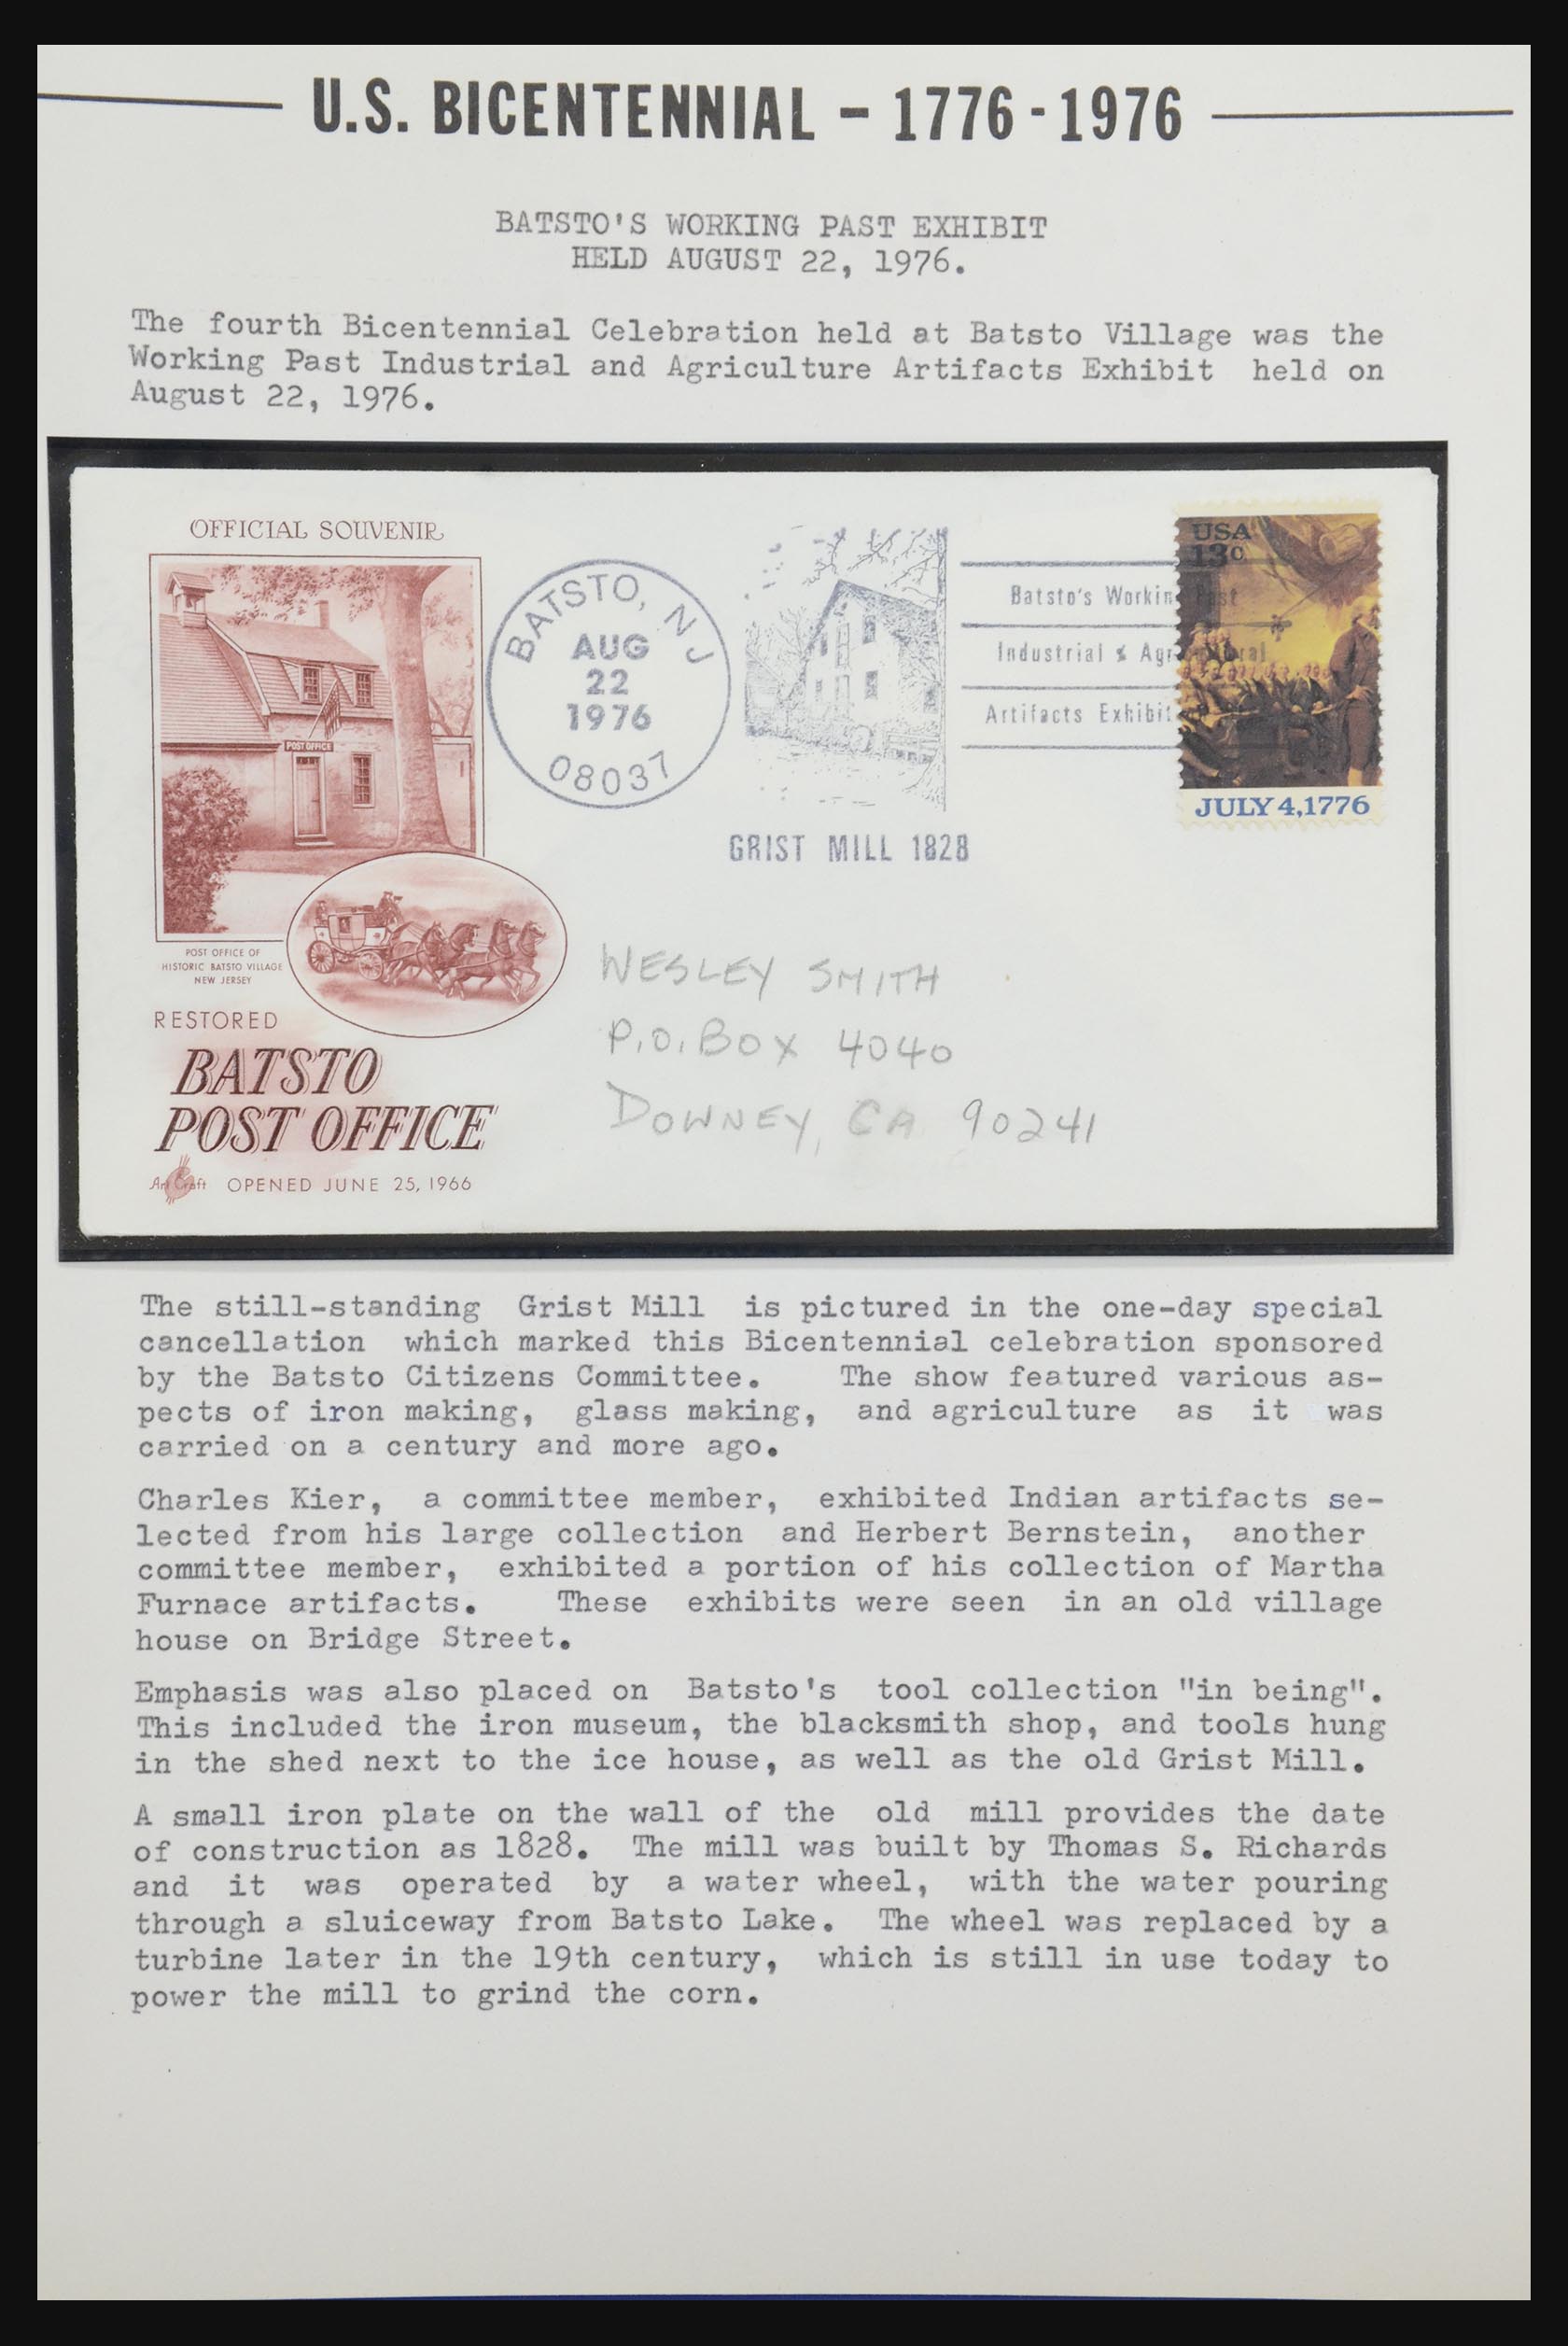 U.S. BICENTENNIAL - 1776-1976
BATSTO'S WORKING PAST EXHIBIT
HELD AUGUST 22, 1976.
The fourth Bicentennial Celebration held at Batsto Village was the
Working Past Industrial and Agriculture Artifacts Exhibit held on
August 22, 1976.
OFFICIAL SOUVENIR
POST OFFICE
POST OFFICE OF
HISTORIC BATSTO VILLAGE
NEW JERSEY
RESTORED
BATSTO
POST OFFICE
Art Craft OPENED JUNE 25, 1966
BATSTO, NJ
AUG
22
1976
08037
GRIST MILL 1828
Batsto's Working Past
Industrial & Agricultural
Artifacts Exhibit
USA
13c
JULY 4, 1776
WESLEY SMITH
P.O. BOX 4040
DOWNEY, CA 90241
The still-standing Grist Mill is pictured in the one-day special
cancellation which marked this Bicentennial celebration sponsored
by the Batsto Citizens Committee. The show featured various as-
pects of iron making, glass making, and agriculture as it was
carried on a century and more ago.
Charles Kier, a committee member, exhibited Indian artifacts se-
lected from his large collection and Herbert Bernstein, another
committee member, exhibited a portion of his collection of Martha
Furnace artifacts. These exhibits were seen in an old village
house on Bridge Street.
Emphasis was also placed on Batsto's tool collection "in being".
This included the iron museum, the blacksmith shop, and tools hung
in the shed next to the ice house, as well as the old Grist Mill.
A small iron plate on the wall of the old mill provides the date
of construction as 1828. The mill was built by Thomas S. Richards
and it was operated by a water wheel, with the water pouring
through a sluiceway from Batsto Lake. The wheel was replaced by a
turbine later in the 19th century, which is still in use today to
power the mill to grind the corn.